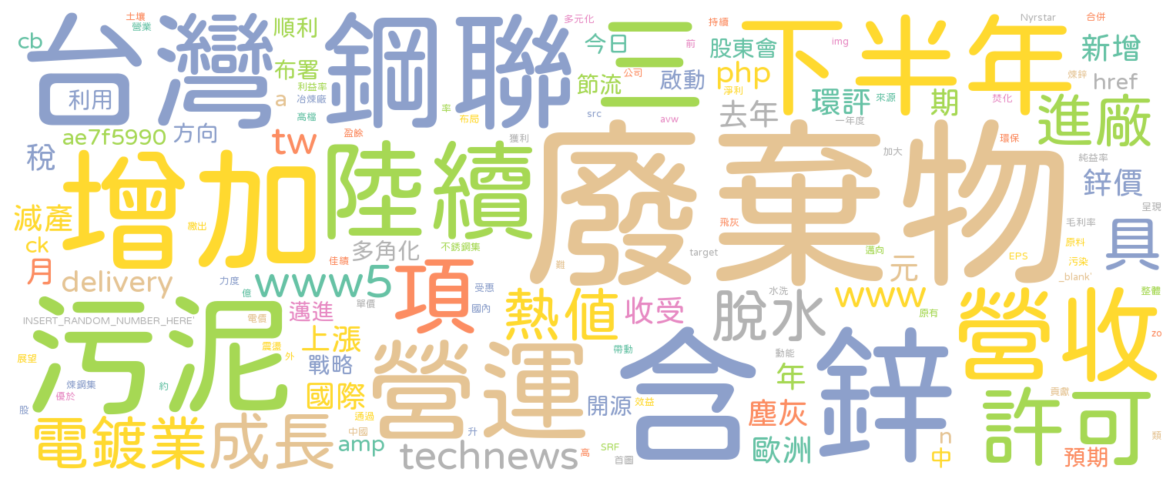 台灣鋼聯
三
下半年
廢棄物
增加
陸續
污泥
營運
含
鋅
營收
許可
電鍍業
成長
項
熱值
脫水
進廠
具
土壤
營業
cb
順利
多元化
今日
前
持續
股東會
img
Nyrstar
合併
新增
布署
利益率
節流
公司
啟動
php
淨利
煉鋅
href
利用
a
冶煉廠
高楊
率
布局
src
avw
去年
環評
來源
一年度
期
焚化
ae7f5990
方向
tw
盈餘
獲利
加大
環保
純益率
稅
鋅價
減產
ck
飛灰
呈現
毛利率
多角化
不銹鋼集
target
邁向
原料
EPS
污染
_blank`
月
delivery
力度
佳績
億
www5
單價
受惠
國內
元
水洗
www
原有
整體
INSERT_RANDOM_NUMBER_HERE`
電價
邁進
收受
zo
展望
外
上漲
戰略
帶動
動能
煉鋼集
優於
約
國際
年
貢獻
股
中國
開源
效益
塵灰
amp
升
technews
高
SRF
首圈
歐洲
n
中
預期
類